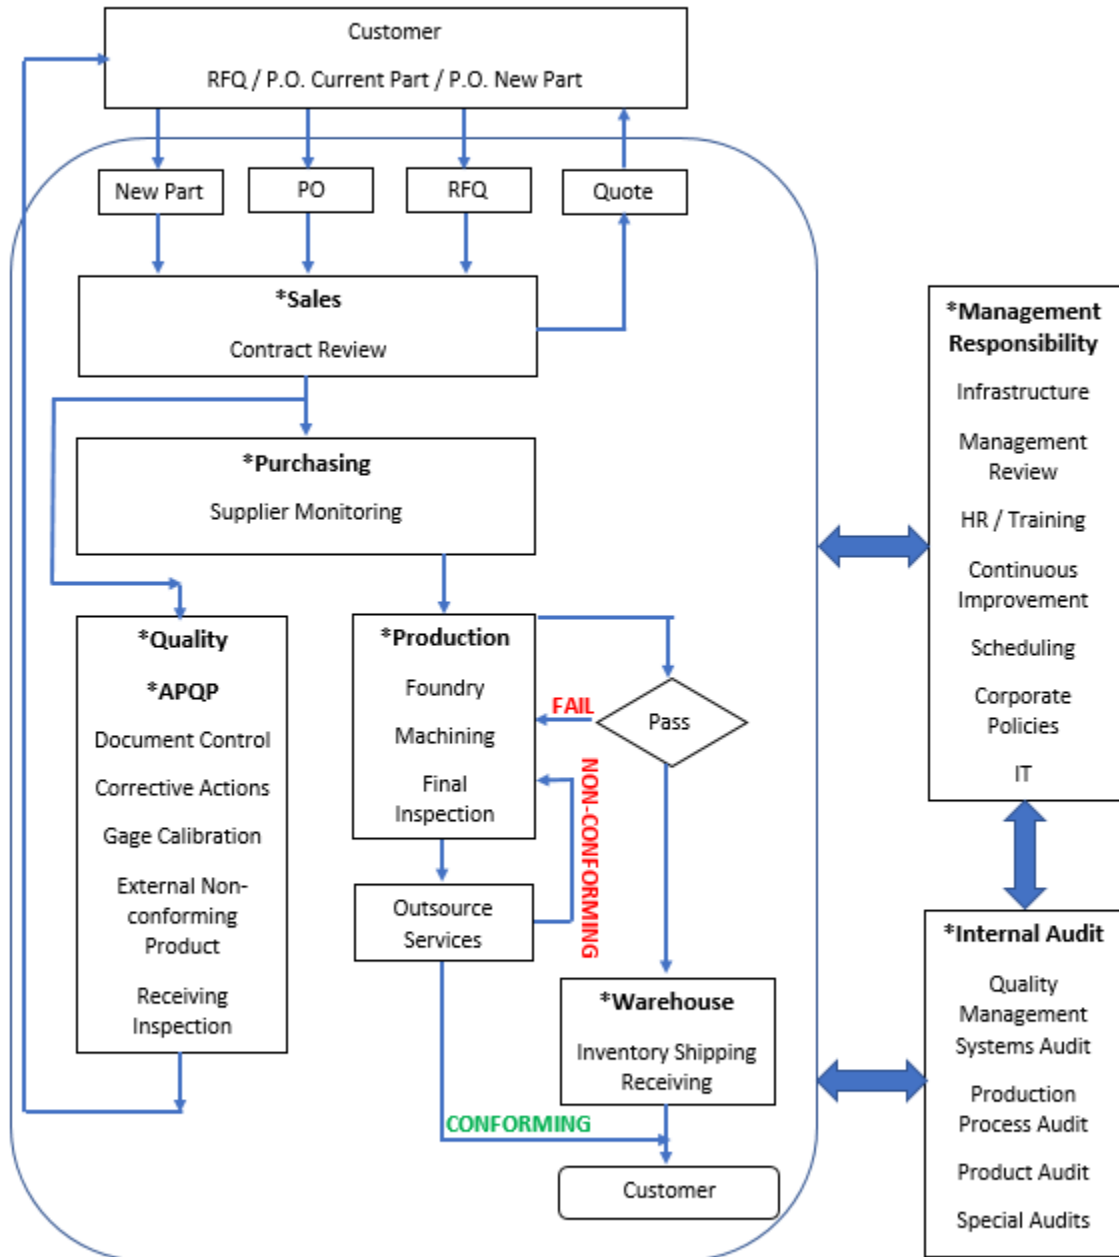 Customer
RFQ / P.O. Current Part / P.O. New Part
New Part
PO
RFQ
Quote
*Sales
Contract Review
*Purchasing
Supplier Monitoring
*Quality
*APQP
Document Control
Corrective Actions
Gage Calibration
External Non-
conforming
Product
Receiving
Inspection
*Production
Foundry
Machining
Final
Inspection
FAIL
Pass
NON-CONFORMING
Outsource
Services
*Warehouse
Inventory Shipping
Receiving
CONFORMING
Customer
*Management
Responsibility
Infrastructure
Management
Review
HR / Training
Continuous
Improvement
Scheduling
Corporate
Policies
IT
*Internal Audit
Quality
Management
Systems Audit
Production
Process Audit
Product Audit
Special Audits